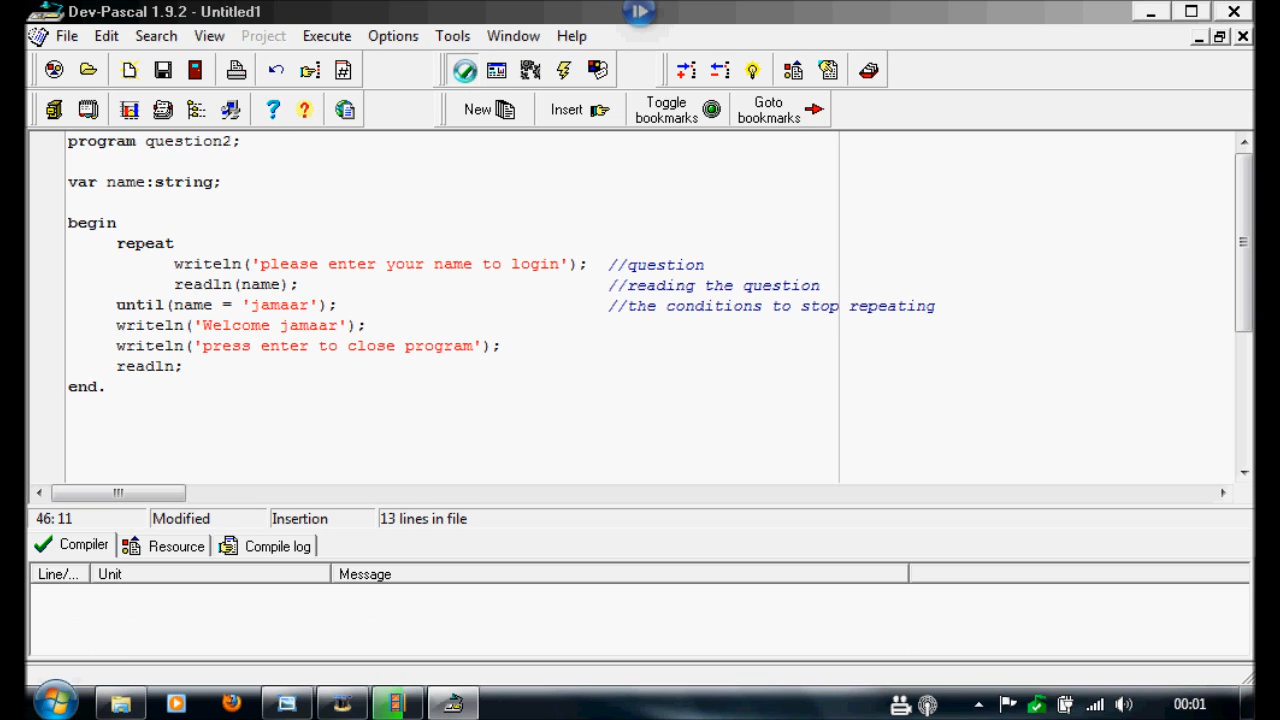 Dev-Pascal 1.9.2 - Untitled1
File Edit Search View Project Execute Options Tools Window Help
New Insert Toggle bookmarks Goto bookmarks
program question2;
var name:string;
begin
repeat
writeln('please enter your name to login'); //question
readln(name); //reading the question
until(name = 'jamaar'); //the conditions to stop repeating
writeln('Welcome jamaar');
writeln('press enter to close program');
readln;
end.
46: 11 Modified Insertion 13 lines in file
Compiler Resource Compile log
Line/... Unit Message
00:01